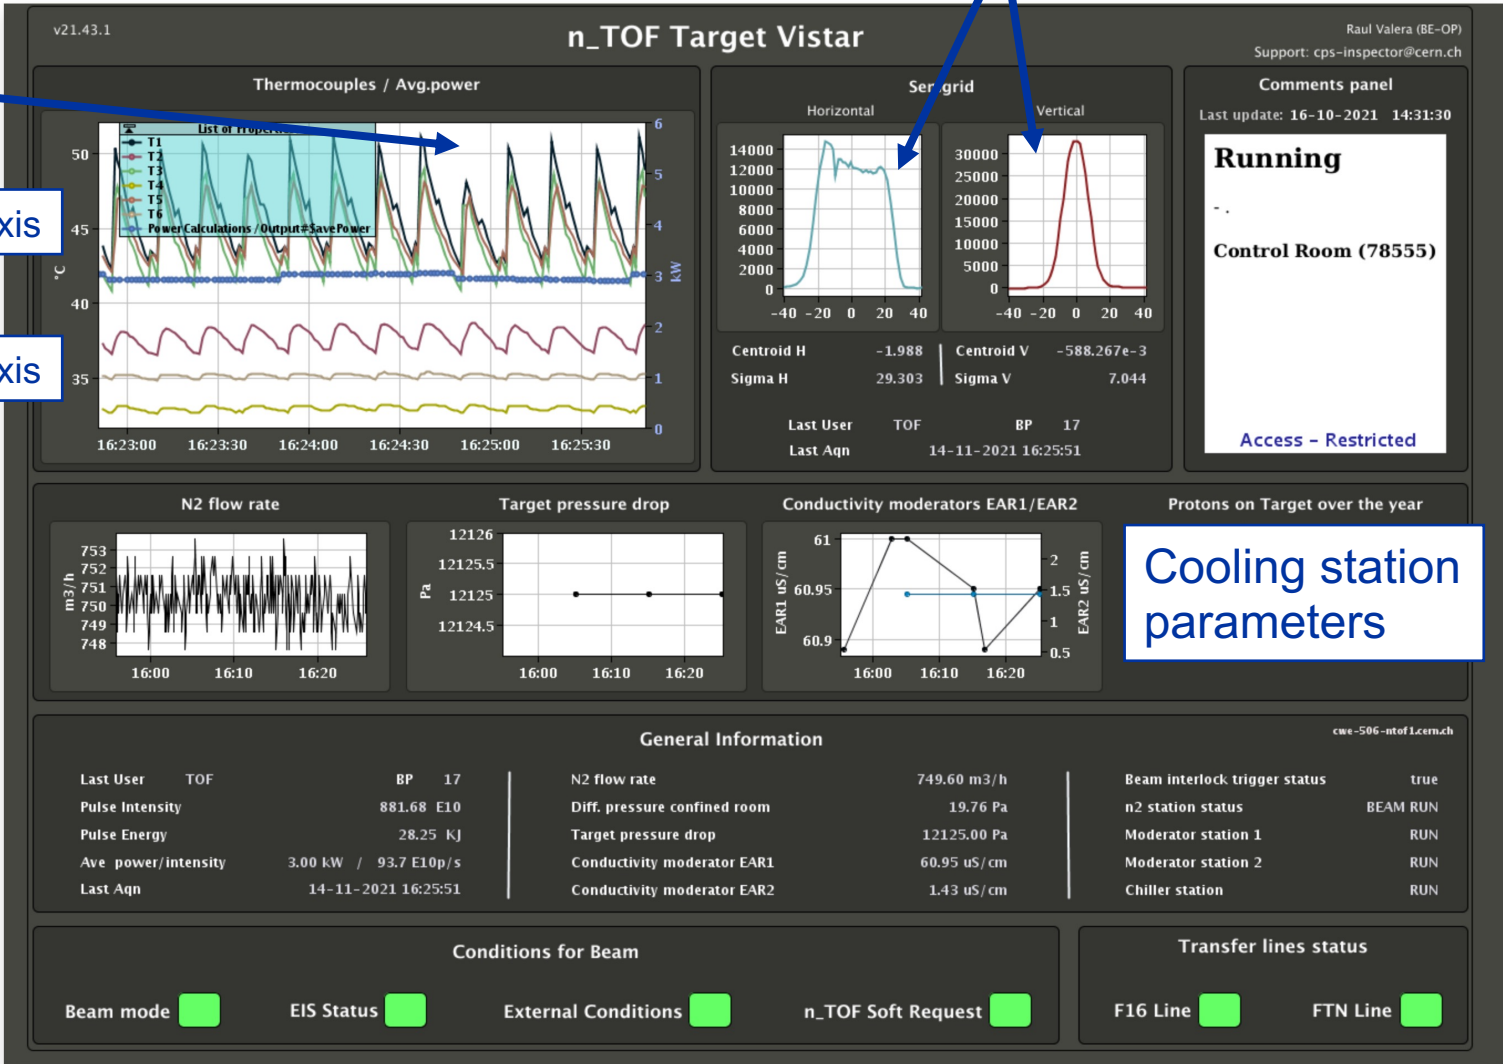 v21.43.1
n_TOF Target Vistar
Raul Valera (BE-OP)
Support: cps-inspector@cern.ch
Thermocouples / Avg.power
List of
T1
T2
T3
T4
T5
T6
PowerCalculations/Output#SavePower
50
45
40
35
°C
6
5
4
3
2
1
0
kW
16:23:00 16:23:30 16:24:00 16:24:30 16:25:00 16:25:30
xis
xis
Horizontal
Vertical
14000
12000
10000
8000
6000
4000
2000
0
-40 -20 0 20 40
30000
25000
20000
15000
10000
5000
0
-40 -20 0 20 40
Centroid H -1.988
Centroid V -588.267e-3
Sigma H 29.303
Sigma V 7.044
Last User TOF BP 17
Last Aqn 14-11-2021 16:25:51
Comments panel
Last update: 16-10-2021 14:31:30
Running
- .
Control Room (78555)
Access - Restricted
N2 flow rate
753
752
751
750
749
748
m3/h
16:00 16:10 16:20
Target pressure drop
12126
12125.5
12125
12124.5
Pa
16:00 16:10 16:20
Conductivity moderators EAR1/EAR2
61
60.95
60.9
EAR1 uS/cm
2
1.5
1
0.5
EAR2 uS/cm
16:00 16:10 16:20
Protons on Target over the year
Cooling station
parameters
General Information
cwe-506-ntof1.cern.ch
Last User TOF BP 17
Pulse Intensity 881.68 E10
Pulse Energy 28.25 KJ
Ave power/intensity 3.00 kW / 93.7 E10p/s
Last Aqn 14-11-2021 16:25:51
N2 flow rate 749.60 m3/h
Diff. pressure confined room 19.76 Pa
Target pressure drop 12125.00 Pa
Conductivity moderator EAR1 60.95 uS/cm
Conductivity moderator EAR2 1.43 uS/cm
Beam interlock trigger status true
n2 station status BEAM RUN
Moderator station 1 RUN
Moderator station 2 RUN
Chiller station RUN
Conditions for Beam
Beam mode
EIS Status
External Conditions
n_TOF Soft Request
Transfer lines status
F16 Line
FTN Line